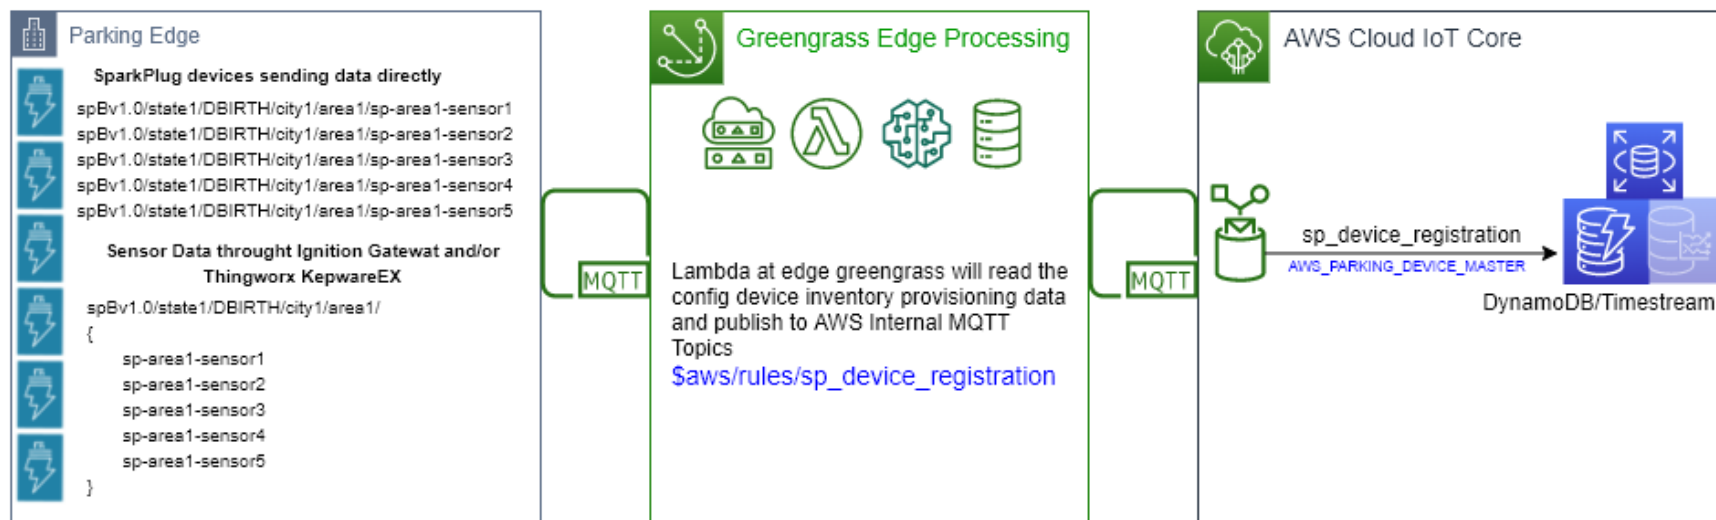 Parking Edge
SparkPlug devices sending data directly
spBv1.0/state1/DBIRTH/city1/area1/sp-area1-sensor1
spBv1.0/state1/DBIRTH/city1/area1/sp-area1-sensor2
spBv1.0/state1/DBIRTH/city1/area1/sp-area1-sensor3
spBv1.0/state1/DBIRTH/city1/area1/sp-area1-sensor4
spBv1.0/state1/DBIRTH/city1/area1/sp-area1-sensor5
Sensor Data throught Ignition Gatewat and/or
Thingworx KepwareEX
spBv1.0/state1/DBIRTH/city1/area1/
{
sp-area1-sensor1
sp-area1-sensor2
sp-area1-sensor3
sp-area1-sensor4
sp-area1-sensor5
}
MQTT
Greengrass Edge Processing
Lambda at edge greengrass will read the
config device inventory provisioning data
and publish to AWS Internal MQTT
Topics
$aws/rules/sp_device_registration
MQTT
AWS Cloud IoT Core
sp_device_registration
AWS_PARKING_DEVICE_MASTER
DynamoDB/Timestream